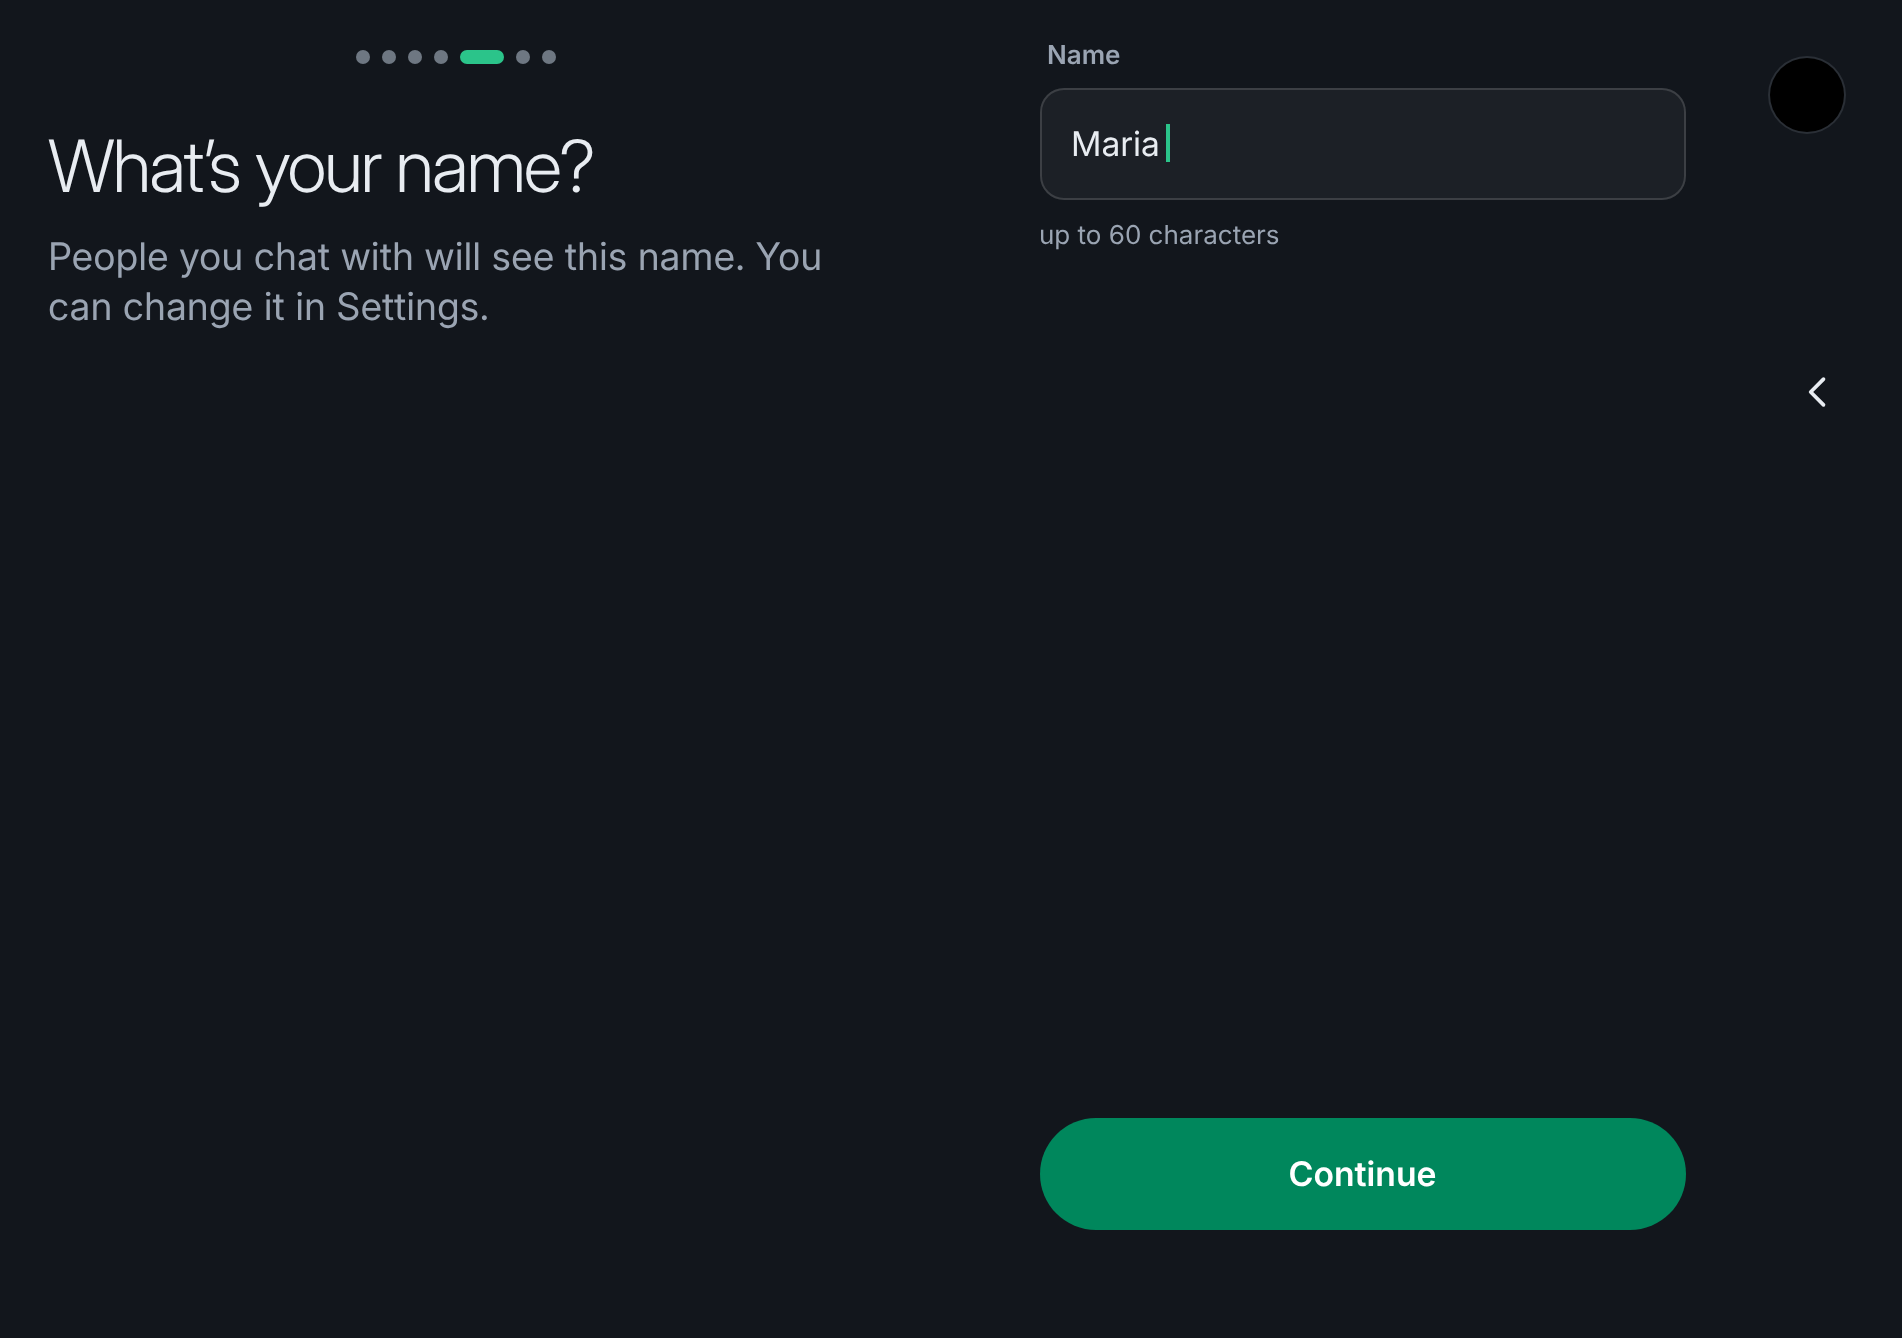 What’s your name?
People you chat with will see this name. You
can change it in Settings.
Name
Maria
up to 60 characters
Continue